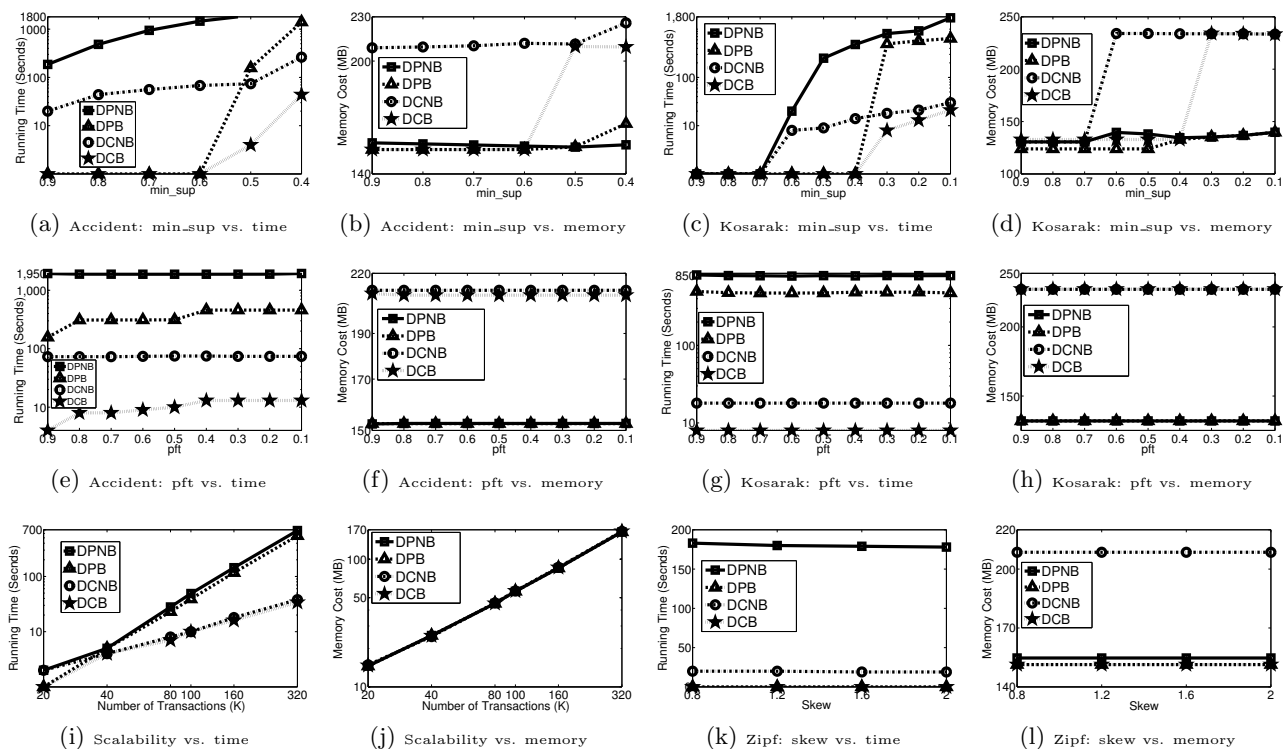 1800
1000
100
10
0.9
0.8
0.7
0.6
0.5
0.4
Running Time (Secnds)
min_sup
DPNB
DPB
DCNB
DCB
(a) Accident: min_sup vs. time
230
200
140
0.9
0.8
0.7
0.6
0.5
0.4
Memory Cost (MB)
min_sup
DPNB
DPB
DCNB
DCB
(b) Accident: min_sup vs. memory
1,800
100
10
0.9
0.8
0.7
0.6
0.5
0.4
0.3
0.2
0.1
Running Time (Secnds)
min_sup
DPNB
DPB
DCNB
DCB
(c) Kosarak: min_sup vs. time
250
200
150
100
0.9
0.8
0.7
0.6
0.5
0.4
0.3
0.2
0.1
Memory Cost (MB)
min_sup
DPNB
DPB
DCNB
DCB
(d) Kosarak: min_sup vs. memory
1,950
1,000
100
10
0.9
0.8
0.7
0.6
0.5
0.4
0.3
0.2
0.1
Running Time (Secnds)
pft
DPNB
DPB
DCNB
DCB
(e) Accident: pft vs. time
220
210
190
170
150
0.9
0.8
0.7
0.6
0.5
0.4
0.3
0.2
0.1
Memory Cost (MB)
pft
DPNB
DPB
DCNB
DCB
(f) Accident: pft vs. memory
850
100
10
0.9
0.8
0.7
0.6
0.5
0.4
0.3
0.2
0.1
Running Time (Secnds)
pft
DPNB
DPB
DCNB
DCB
(g) Kosarak: pft vs. time
250
230
200
150
0.9
0.8
0.7
0.6
0.5
0.4
0.3
0.2
0.1
Memory Cost (MB)
pft
DPNB
DPB
DCNB
DCB
(h) Kosarak: pft vs. memory
700
100
10
20
40
80
100
160
320
Running Time (Secnds)
Number of Transactions (K)
DPNB
DPB
DCNB
DCB
(i) Scalability vs. time
170
50
10
20
40
80
100
160
320
Memory Cost (MB)
Number of Transactions (K)
DPNB
DPB
DCNB
DCB
(j) Scalability vs. memory
200
150
100
50
0.8
1.2
1.6
2
Running Time (Secnds)
Skew
DPNB
DPB
DCNB
DCB
(k) Zipf: skew vs. time
220
210
170
140
0.8
1.2
1.6
2
Memory Cost (MB)
Skew
DPNB
DPB
DCNB
DCB
(l) Zipf: skew vs. memory